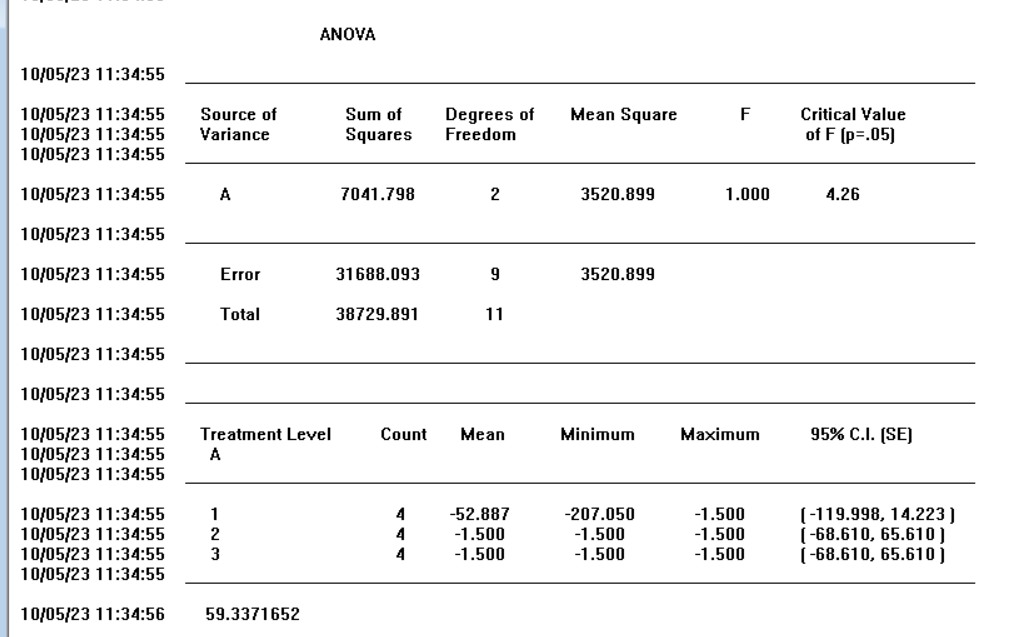 ANOVA
10/05/23 11:34:55
10/05/23 11:34:55 Source of Sum of Degrees of Mean Square F Critical Value
10/05/23 11:34:55 Variance Squares Freedom of F (p=.05)
10/05/23 11:34:55
10/05/23 11:34:55 A 7041.798 2 3520.899 1.000 4.26
10/05/23 11:34:55
10/05/23 11:34:55 Error 31688.093 9 3520.899
10/05/23 11:34:55 Total 38729.891 11
10/05/23 11:34:55
10/05/23 11:34:55
10/05/23 11:34:55 Treatment Level Count Mean Minimum Maximum 95% C.I. (SE)
10/05/23 11:34:55 A
10/05/23 11:34:55
10/05/23 11:34:55 1 4 -52.887 -207.050 -1.500 ( -119.998, 14.223 )
10/05/23 11:34:55 2 4 -1.500 -1.500 -1.500 ( -68.610, 65.610 )
10/05/23 11:34:55 3 4 -1.500 -1.500 -1.500 ( -68.610, 65.610 )
10/05/23 11:34:55
10/05/23 11:34:56 59.3371652